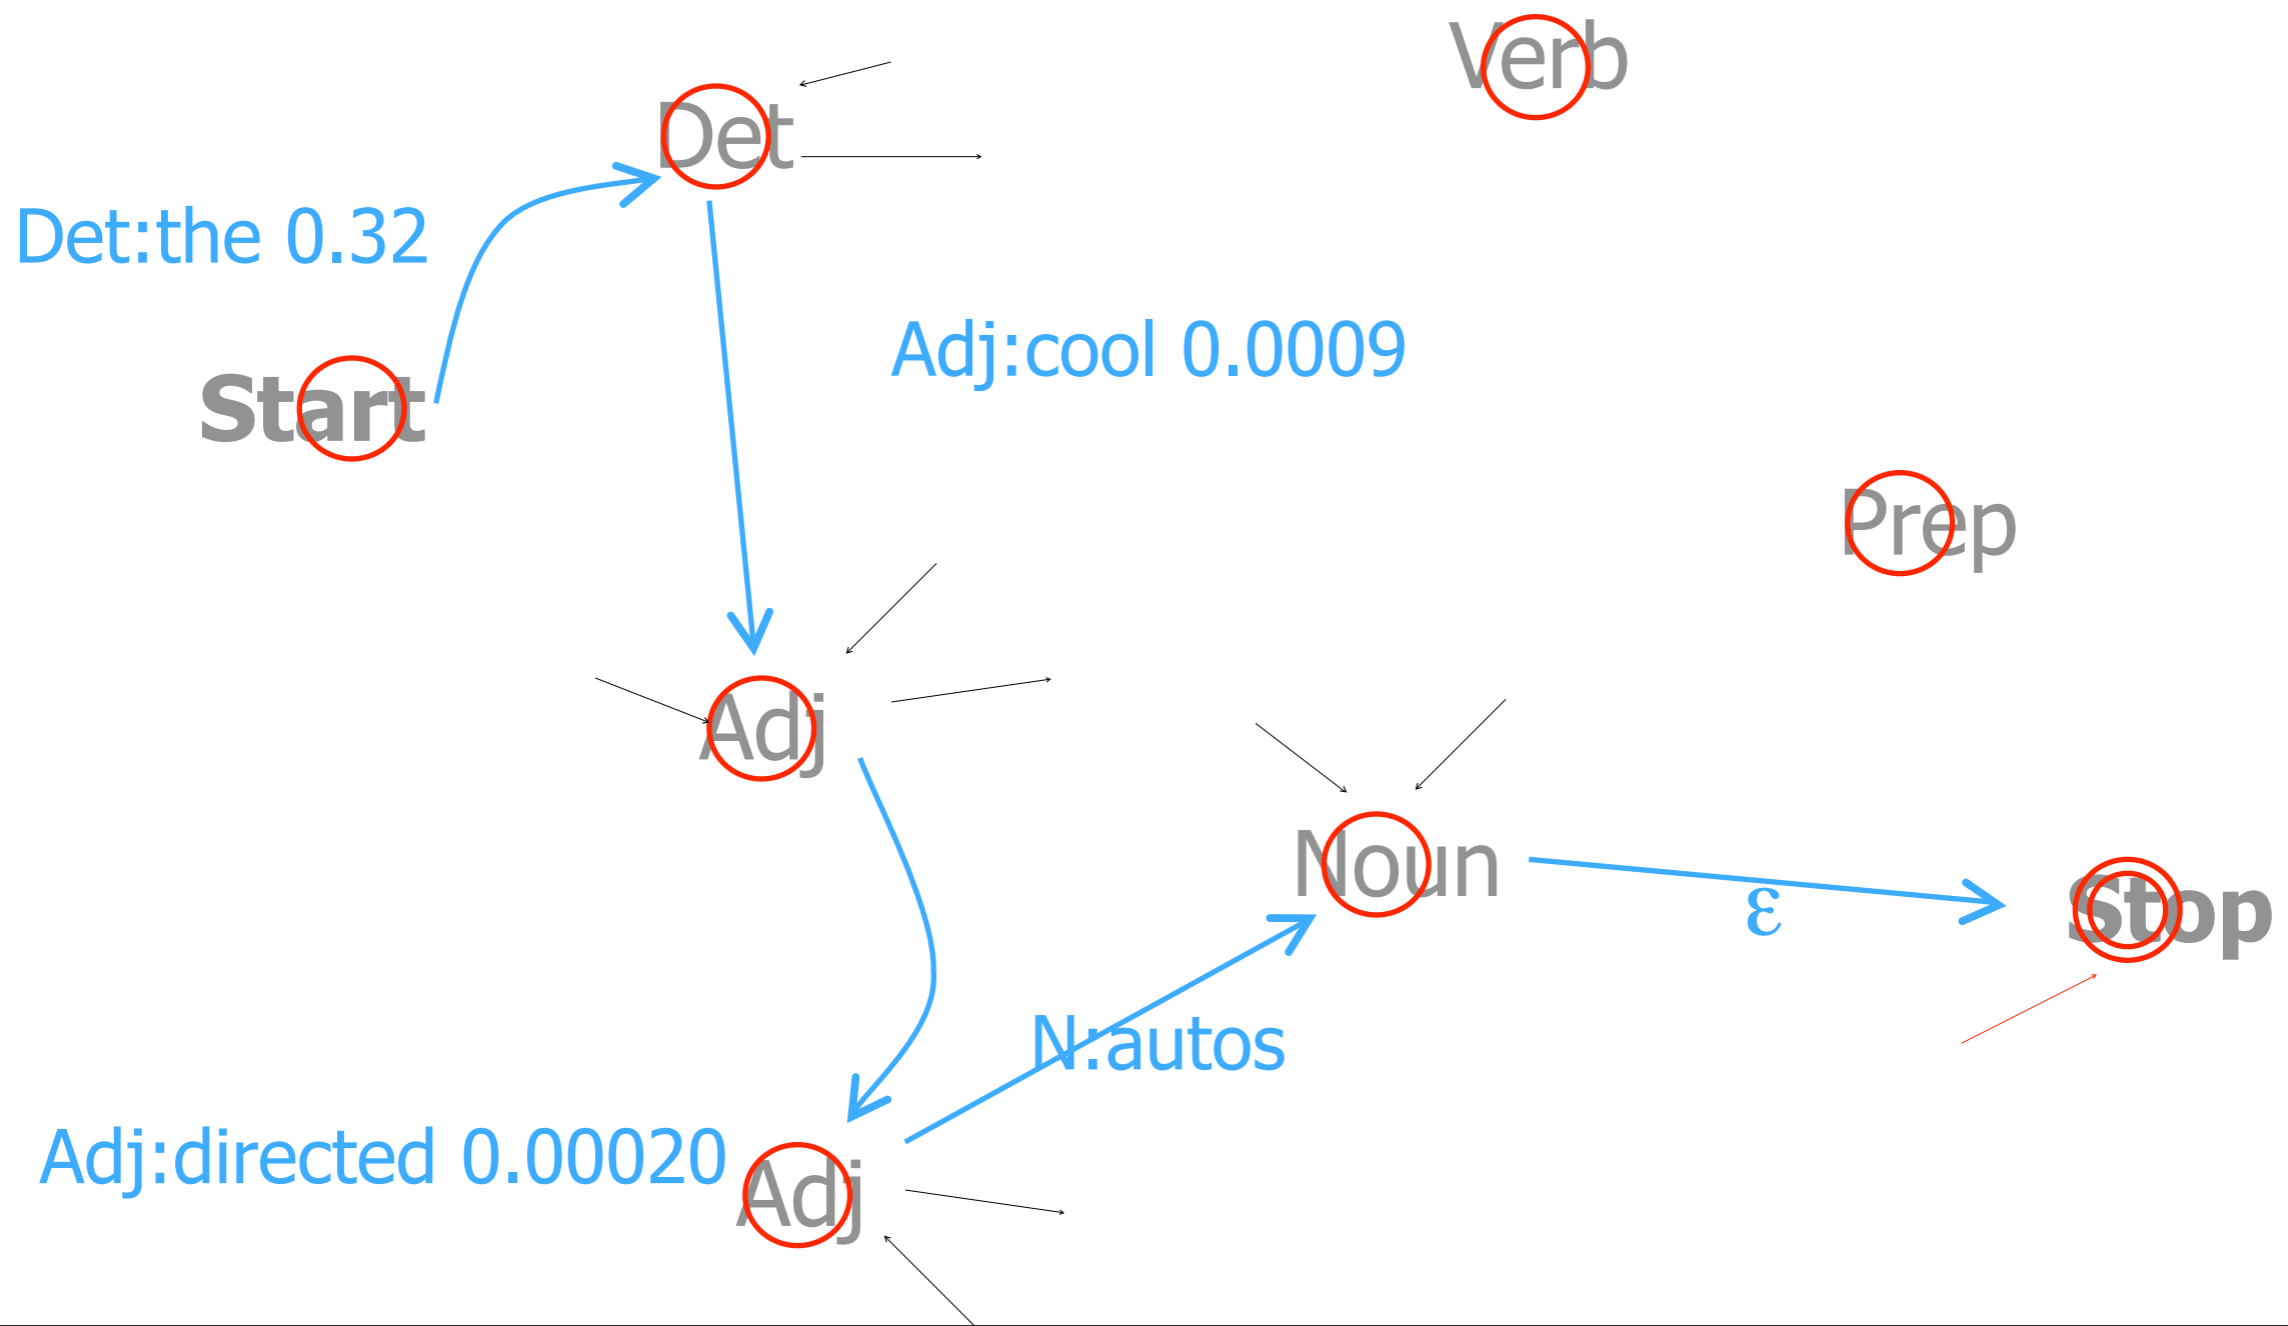 Verb
Det
Det:the 0.32
Adj:cool 0.0009
Start
Prep
Adj
Noun
ε
Stop
N:autos
Adj:directed 0.00020
Adj